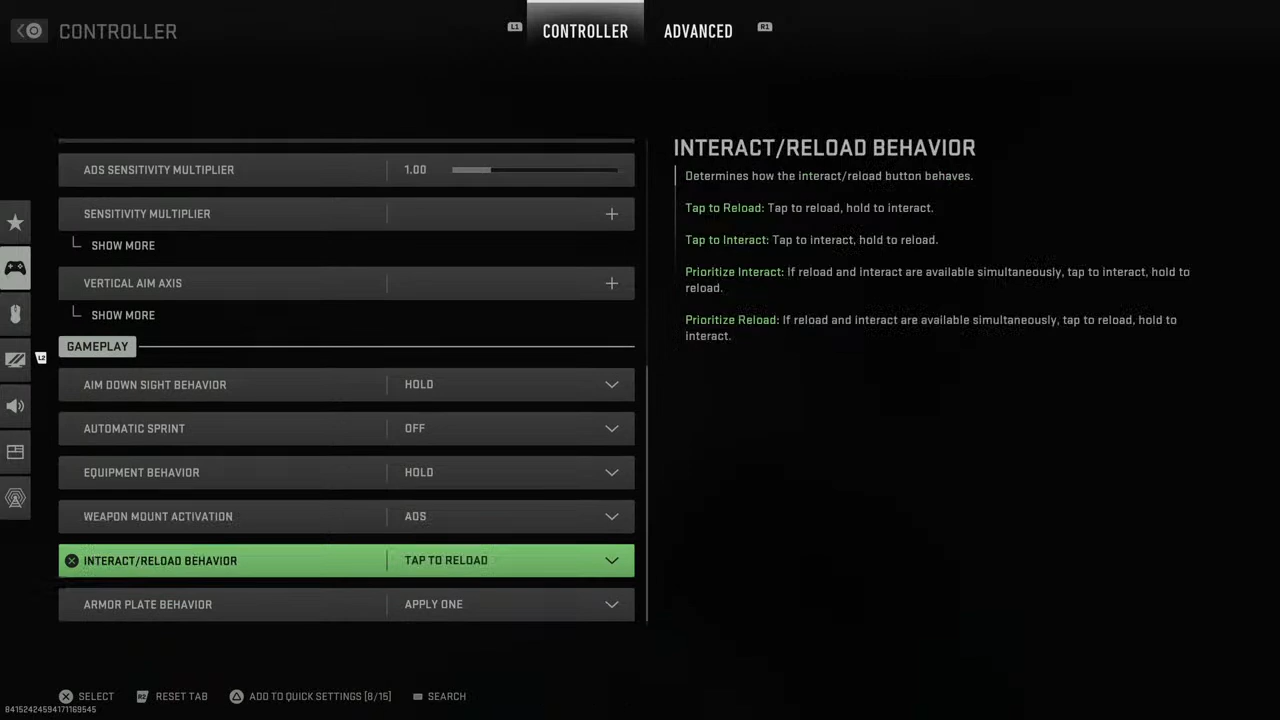 CONTROLLER
L1 CONTROLLER ADVANCED R1
ADS SENSITIVITY MULTIPLIER 1.00
SENSITIVITY MULTIPLIER
SHOW MORE
VERTICAL AIM AXIS
SHOW MORE
GAMEPLAY
L2
AIM DOWN SIGHT BEHAVIOR HOLD
AUTOMATIC SPRINT OFF
EQUIPMENT BEHAVIOR HOLD
WEAPON MOUNT ACTIVATION ADS
INTERACT/RELOAD BEHAVIOR TAP TO RELOAD
ARMOR PLATE BEHAVIOR APPLY ONE
INTERACT/RELOAD BEHAVIOR
Determines how the interact/reload button behaves.
Tap to Reload: Tap to reload, hold to interact.
Tap to Interact: Tap to interact, hold to reload.
Prioritize Interact: If reload and interact are available simultaneously, tap to interact, hold to
reload.
Prioritize Reload: If reload and interact are available simultaneously, tap to reload, hold to
interact.
SELECT R2 RESET TAB ADD TO QUICK SETTINGS [8/15] SEARCH
84152424594171169545